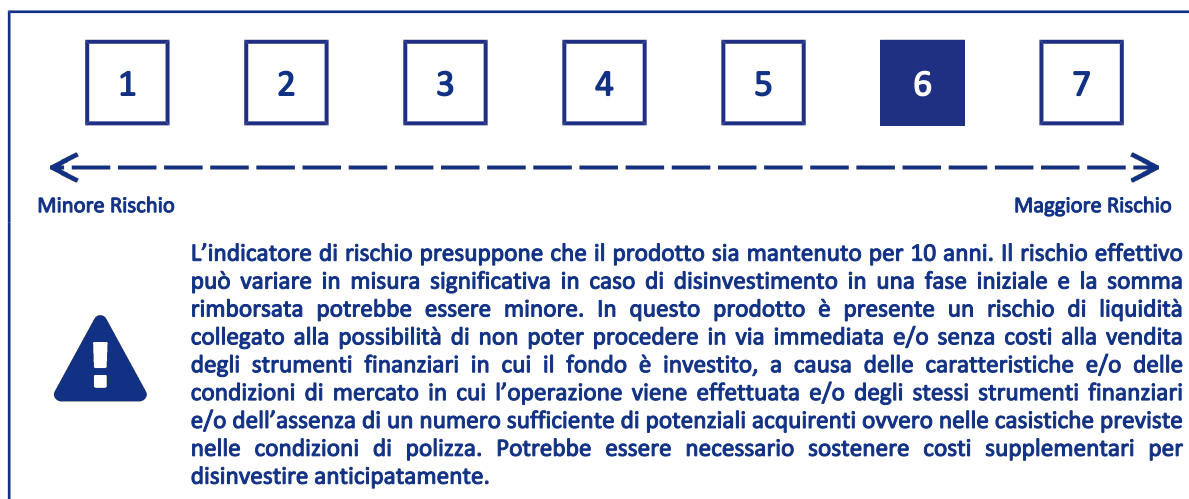 1 2 3 4 5 6 7
Minore Rischio Maggiore Rischio
L'indicatore di rischio presuppone che il prodotto sia mantenuto per 10 anni. Il rischio effettivo
può variare in misura significativa in caso di disinvestimento in una fase iniziale e la somma
rimborsata potrebbe essere minore. In questo prodotto è presente un rischio di liquidità
collegato alla possibilità di non poter procedere in via immediata e/o senza costi alla vendita
degli strumenti finanziari in cui il fondo è investito, a causa delle caratteristiche e/o delle
condizioni di mercato in cui l'operazione viene effettuata e/o degli stessi strumenti finanziari
e/o dell'assenza di un numero sufficiente di potenziali acquirenti ovvero nelle casistiche previste
nelle condizioni di polizza. Potrebbe essere necessario sostenere costi supplementari per
disinvestire anticipatamente.